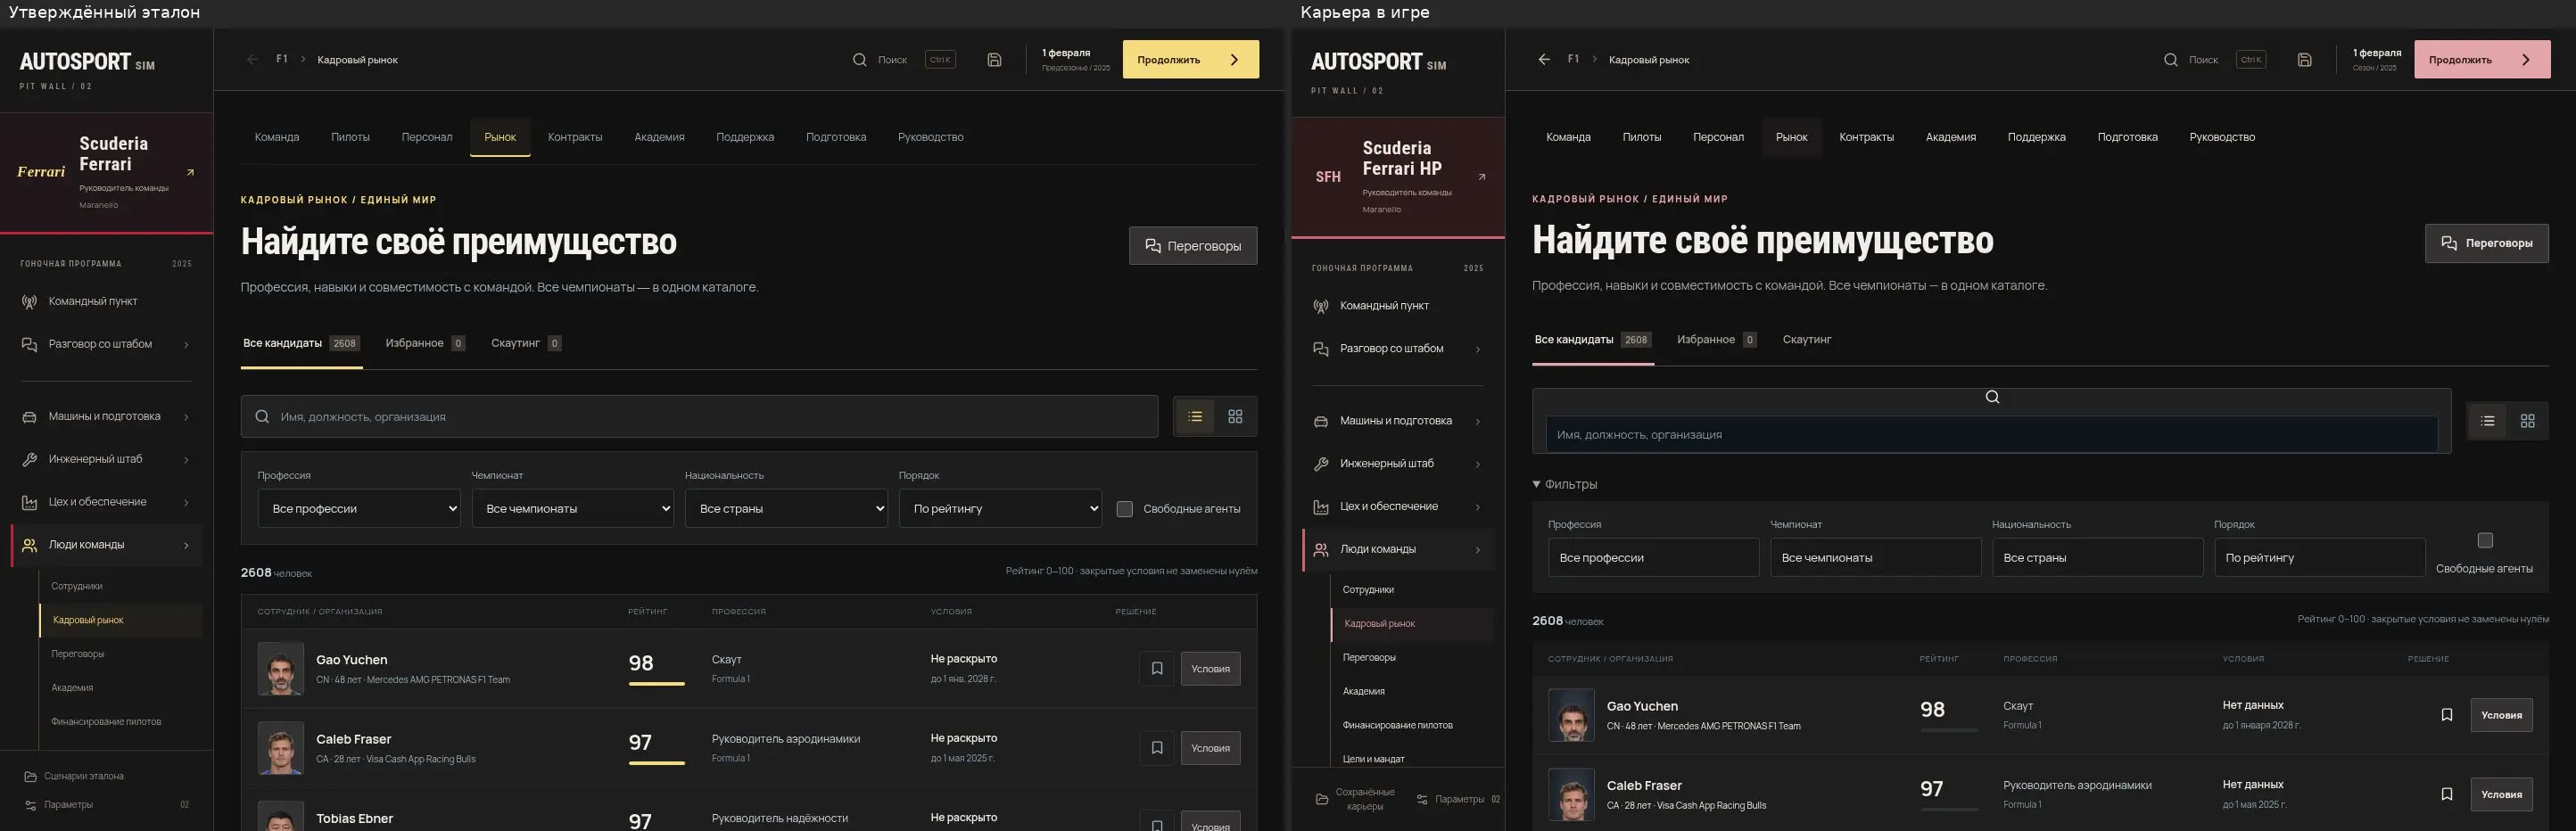 Утверждённый эталон
AUTOSPORT SIM
PIT WALL / 02
Ferrari
Scuderia
Ferrari
Руководитель команды
Maranello
ГОНОЧНАЯ ПРОГРАММА 2025
Командный пункт
Разговор со штабом
Машины и подготовка
Инженерный штаб
Цех и обеспечение
Люди команды
Сотрудники
Кадровый рынок
Переговоры
Академия
Финансирование пилотов
Сценарии эталона
Параметры 02
F1 > Кадровый рынок
Поиск Ctrl K
1 февраля
Предсезонье / 2025
Продолжить
Команда Пилоты Персонал Рынок Контракты Академия Поддержка Подготовка Руководство
КАДРОВЫЙ РЫНОК / ЕДИНЫЙ МИР
Найдите своё преимущество
Переговоры
Профессия, навыки и совместимость с командой. Все чемпионаты — в одном каталоге.
Все кандидаты 2608 Избранное 0 Скаутинг 0
Имя, должность, организация
Профессия Чемпионат Национальность Порядок
Все профессии Все чемпионаты Все страны По рейтингу Свободные агенты
2608 человек Рейтинг 0–100 · закрытые условия не заменены нулём
СОТРУДНИК / ОРГАНИЗАЦИЯ РЕЙТИНГ ПРОФЕССИЯ УСЛОВИЯ РЕШЕНИЕ
Gao Yuchen 98 Скаут Не раскрыто Условия
CN · 48 лет · Mercedes AMG PETRONAS F1 Team Formula 1 до 1 янв. 2028 г.
Caleb Fraser 97 Руководитель аэродинамики Не раскрыто Условия
CA · 28 лет · Visa Cash App Racing Bulls Formula 1 до 1 мая 2025 г.
Tobias Ebner 97 Руководитель надёжности Не раскрыто Условия
Карьера в игре
AUTOSPORT SIM
PIT WALL / 02
SFH
Scuderia
Ferrari HP
Руководитель команды
Maranello
ГОНОЧНАЯ ПРОГРАММА 2025
Командный пункт
Разговор со штабом
Машины и подготовка
Инженерный штаб
Цех и обеспечение
Люди команды
Сотрудники
Кадровый рынок
Переговоры
Академия
Финансирование пилотов
Цели и мандат
Сохранённые
карьеры
Параметры 02
F1 > Кадровый рынок
Поиск Ctrl K
1 февраля
Сезон / 2025
Продолжить
Команда Пилоты Персонал Рынок Контракты Академия Поддержка Подготовка Руководство
КАДРОВЫЙ РЫНОК / ЕДИНЫЙ МИР
Найдите своё преимущество
Переговоры
Профессия, навыки и совместимость с командой. Все чемпионаты — в одном каталоге.
Все кандидаты 2608 Избранное 0 Скаутинг
Имя, должность, организация
▼ Фильтры
Профессия Чемпионат Национальность Порядок
Все профессии Все чемпионаты Все страны По рейтингу
Свободные агенты
2608 человек Рейтинг 0–100 · закрытые условия не заменены нулём
СОТРУДНИК / ОРГАНИЗАЦИЯ РЕЙТИНГ ПРОФЕССИЯ УСЛОВИЯ РЕШЕНИЕ
Gao Yuchen 98 Скаут Нет данных Условия
CN · 48 лет · Mercedes AMG PETRONAS F1 Team Formula 1 до 1 января 2028 г.
Caleb Fraser 97 Руководитель аэродинамики Нет данных Условия
CA · 28 лет · Visa Cash App Racing Bulls Formula 1 до 1 мая 2025 г.